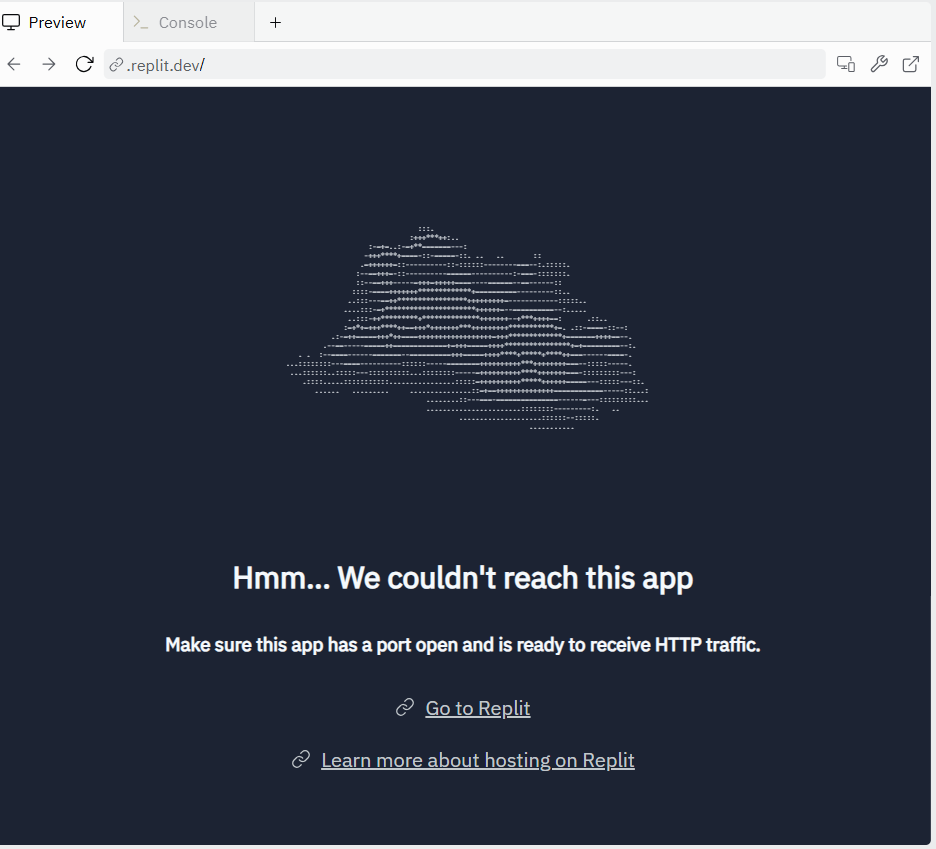 Preview
>_ Console
+
.replit.dev/
Hmm... We couldn't reach this app
Make sure this app has a port open and is ready to receive HTTP traffic.
Go to Replit
Learn more about hosting on Replit